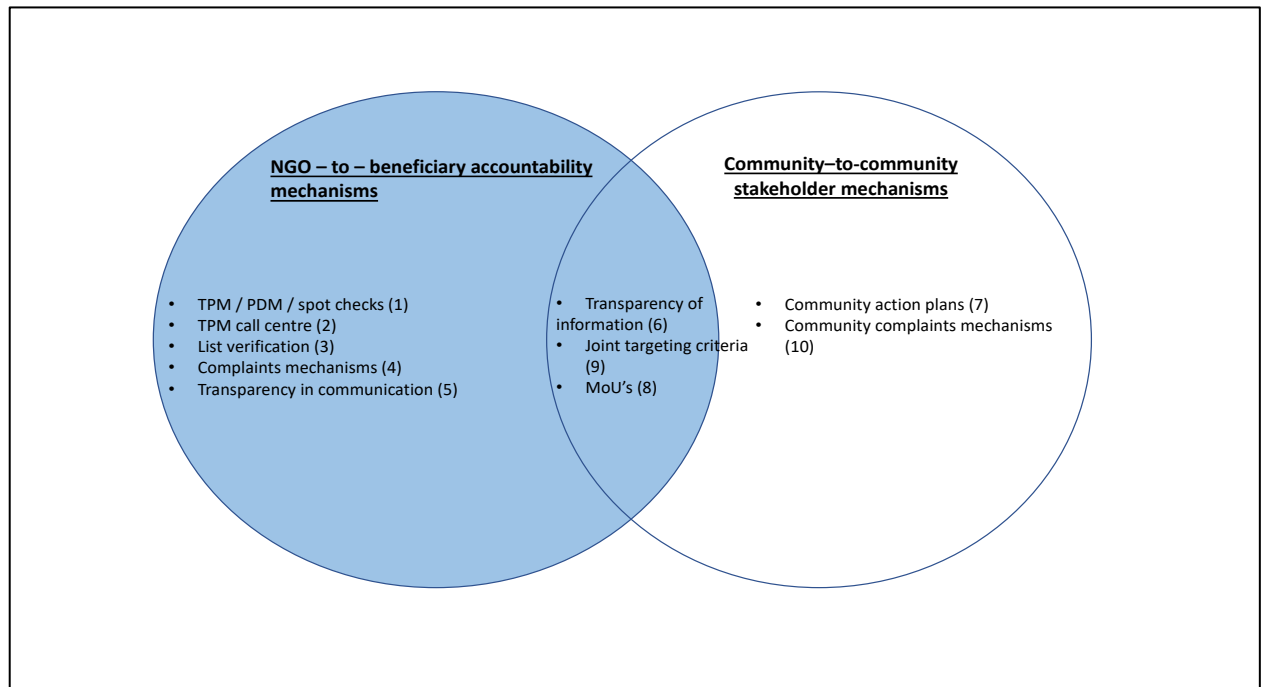 NGO – to – beneficiary accountability
mechanisms
• TPM / PDM / spot checks (1)
• TPM call centre (2)
• List verification (3)
• Complaints mechanisms (4)
• Transparency in communication (5)
• Transparency of
information (6)
• Joint targeting criteria
(9)
• MoU's (8)
Community–to-community
stakeholder mechanisms
• Community action plans (7)
• Community complaints mechanisms
(10)